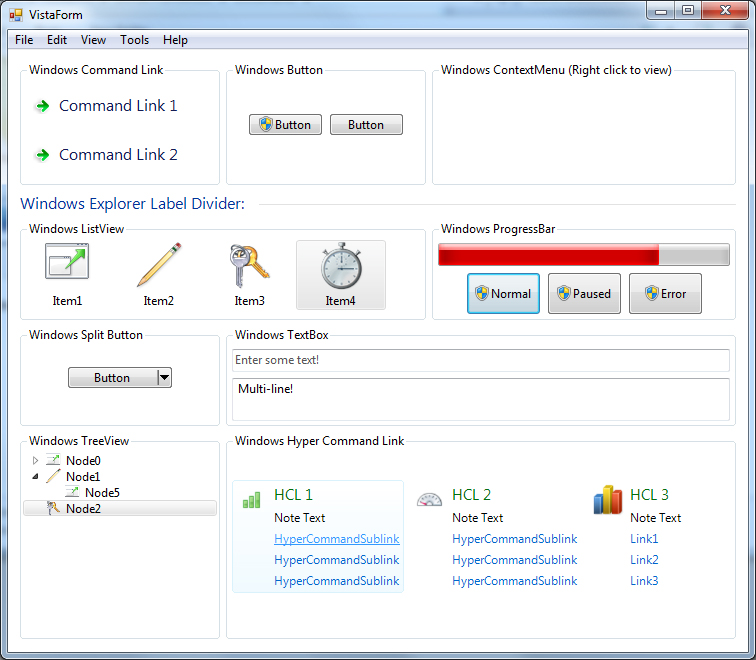 VistaForm
File Edit View Tools Help
Windows Command Link
Command Link 1
Command Link 2
Windows Button
Button Button
Windows ContextMenu (Right click to view)
Windows Explorer Label Divider:
Windows ListView
Item1 Item2 Item3 Item4
Windows ProgressBar
Normal Paused Error
Windows Split Button
Button
Windows TextBox
Enter some text!
Multi-line!
Windows TreeView
Node0
Node1
Node5
Node2
Windows Hyper Command Link
HCL 1
Note Text
HyperCommandSublink
HyperCommandSublink
HyperCommandSublink
HCL 2
Note Text
HyperCommandSublink
HyperCommandSublink
HyperCommandSublink
HCL 3
Note Text
Link1
Link2
Link3